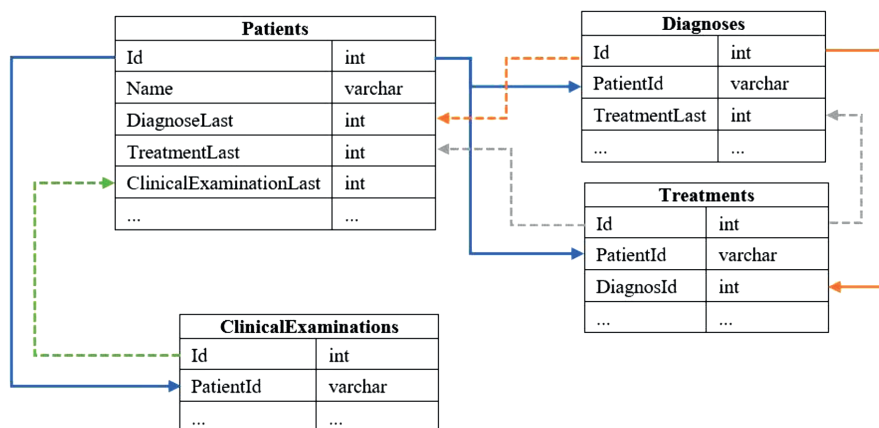 Patients
Id int
Name varchar
DiagnoseLast int
TreatmentLast int
ClinicalExaminationLast int
... ...
Diagnoses
Id int
PatientId varchar
TreatmentLast int
... ...
Treatments
Id int
PatientId varchar
DiagnosId int
... ...
ClinicalExaminations
Id int
PatientId varchar
... ...